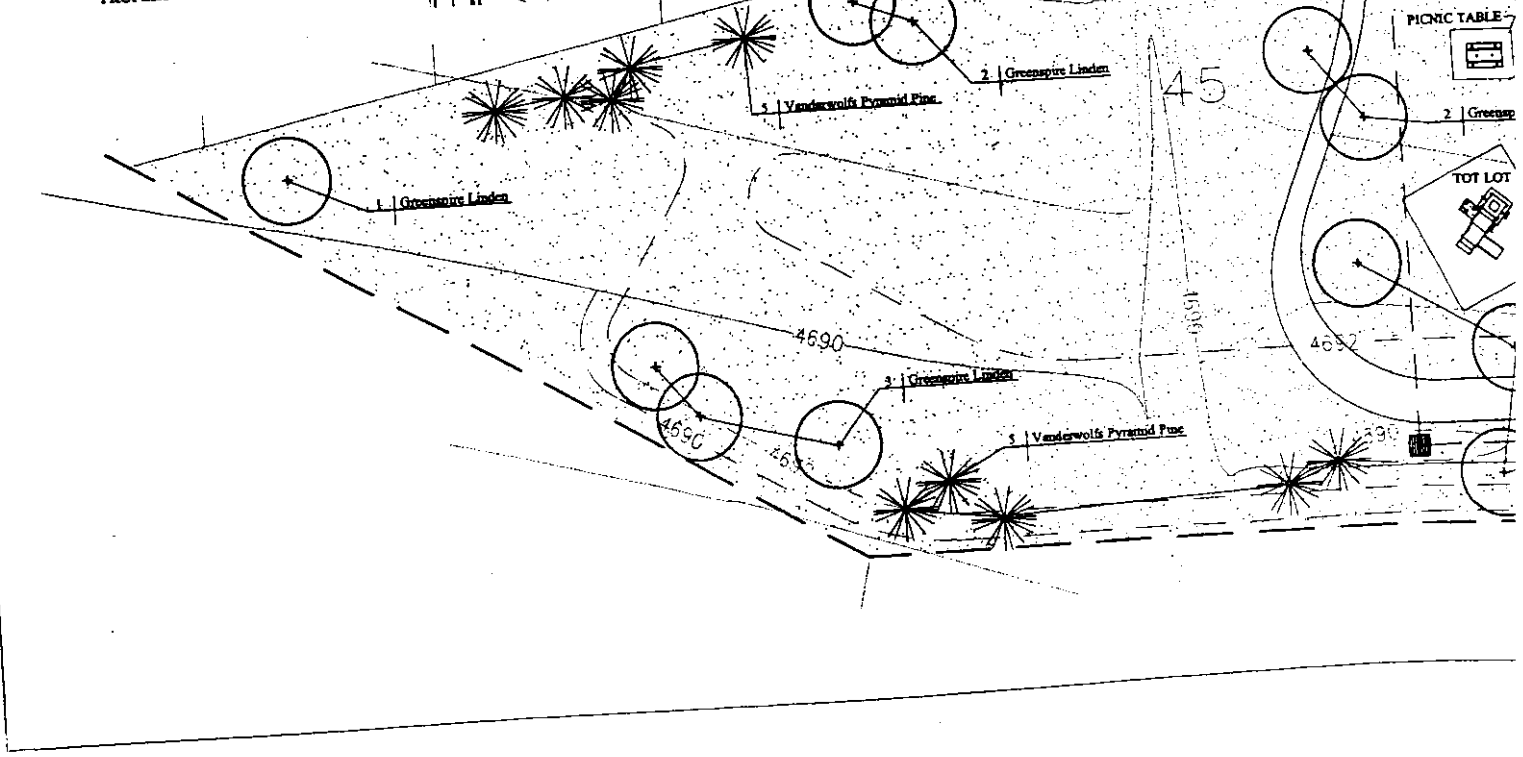 PICNIC TABLE
2 Greenspire Linden
45
5 Vanderwolfs Pyramid Pine
2
TOT LOT
1 Greenspire Linden
4690
4692
3 Greenspire Linden
4690
5 Vanderwolfs Pyramid Pine